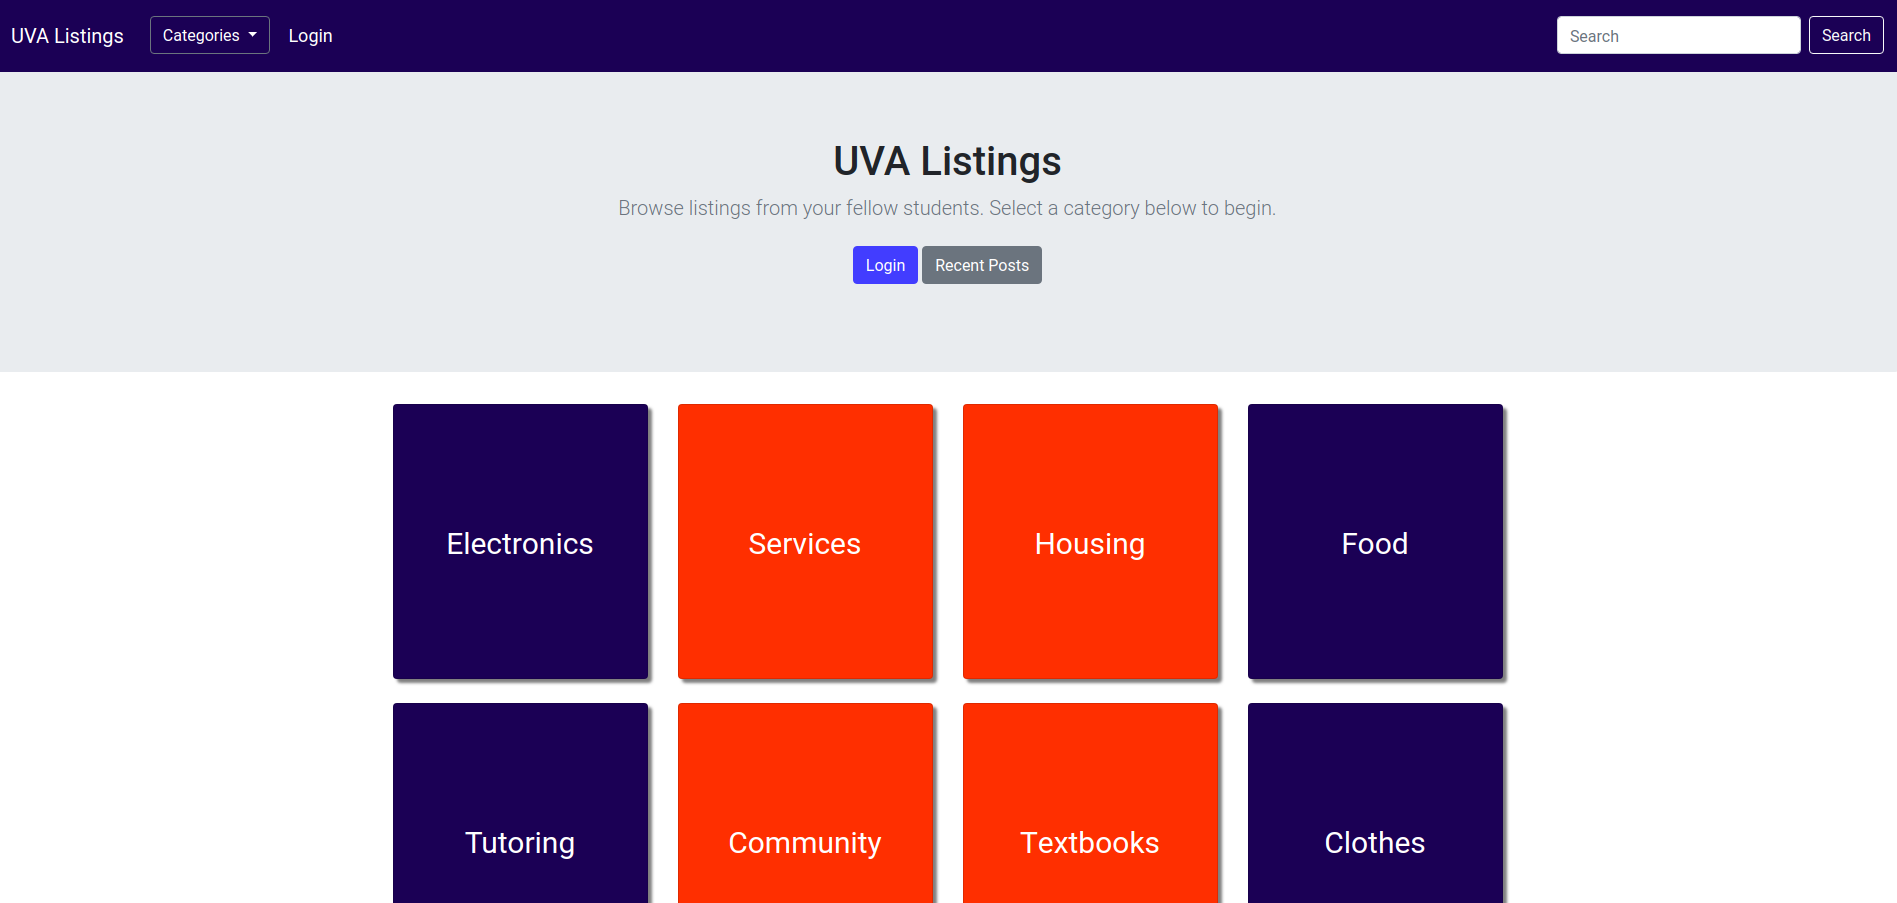 UVA Listings Categories Login Search Search
UVA Listings
Browse listings from your fellow students. Select a category below to begin.
Login Recent Posts
Electronics Services Housing Food
Tutoring Community Textbooks Clothes